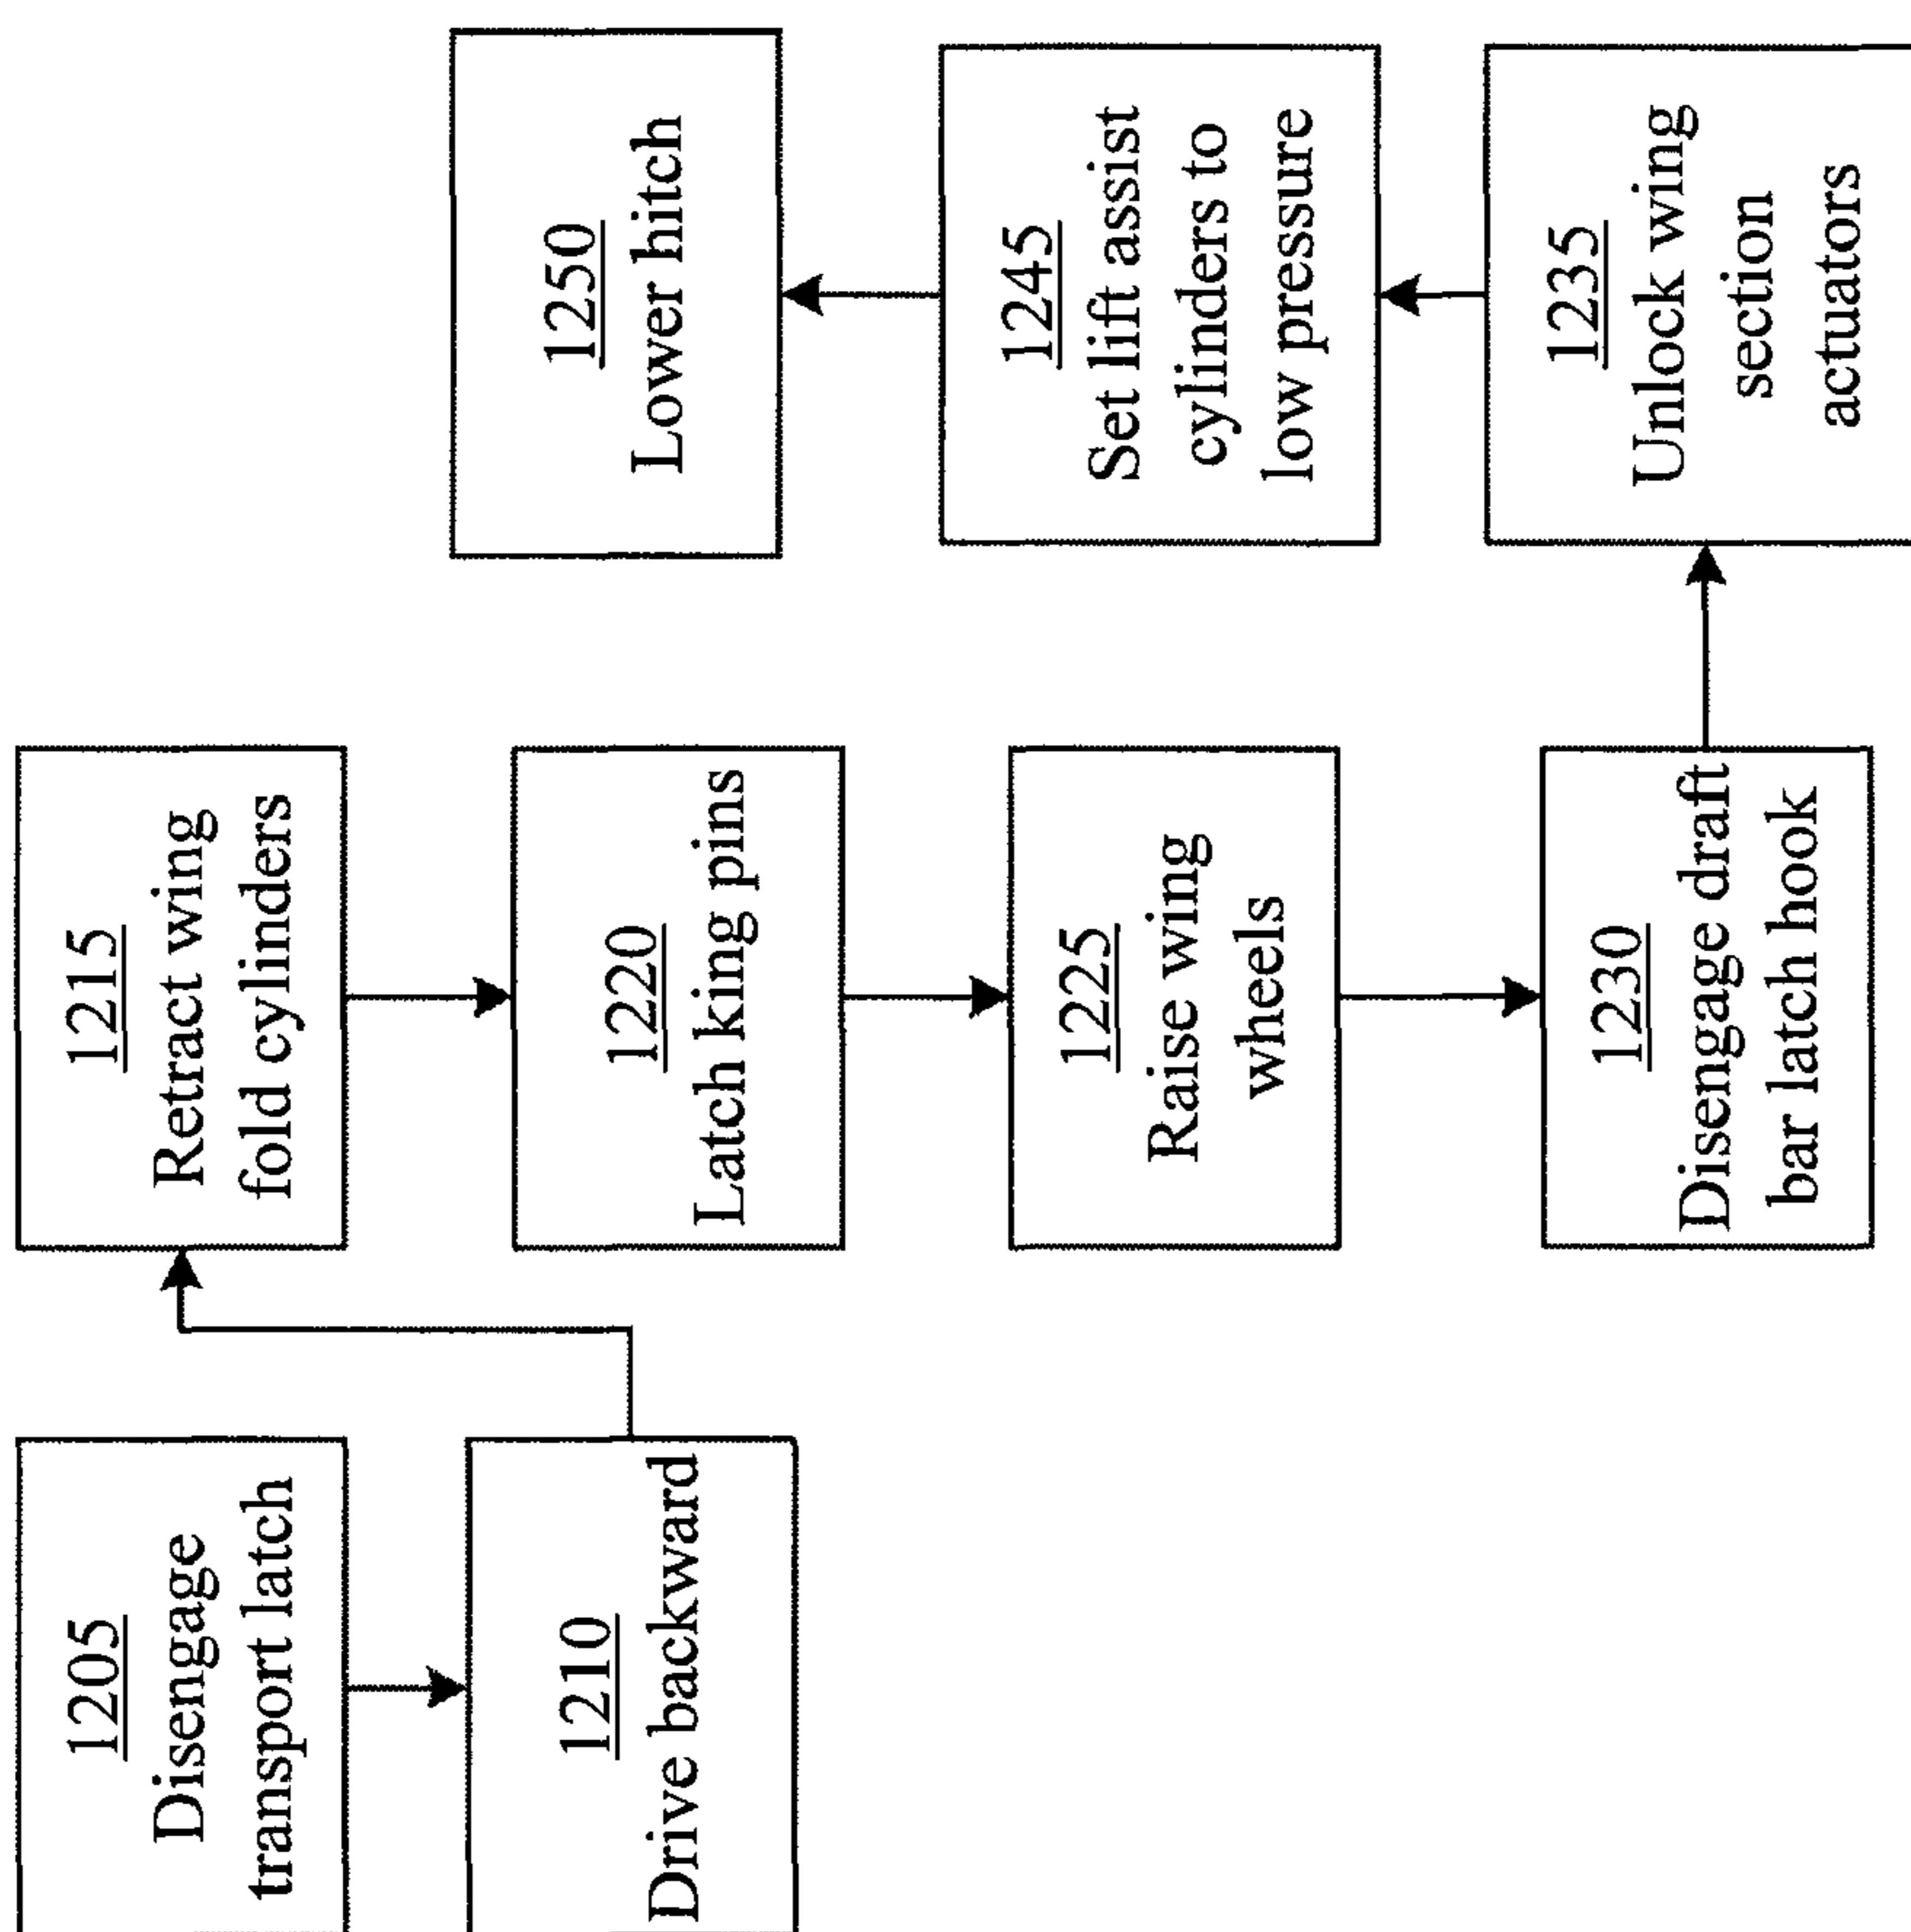 1205
Disengage
transport latch
1210
Drive backward
1215
Retract wing
fold cylinders
1220
Latch king pins
1225
Raise wing
wheels
1230
Disengage draft
bar latch hook
1235
Unlock wing
section
actuators
1245
Set lift assist
cylinders to
low pressure
1250
Lower hitch